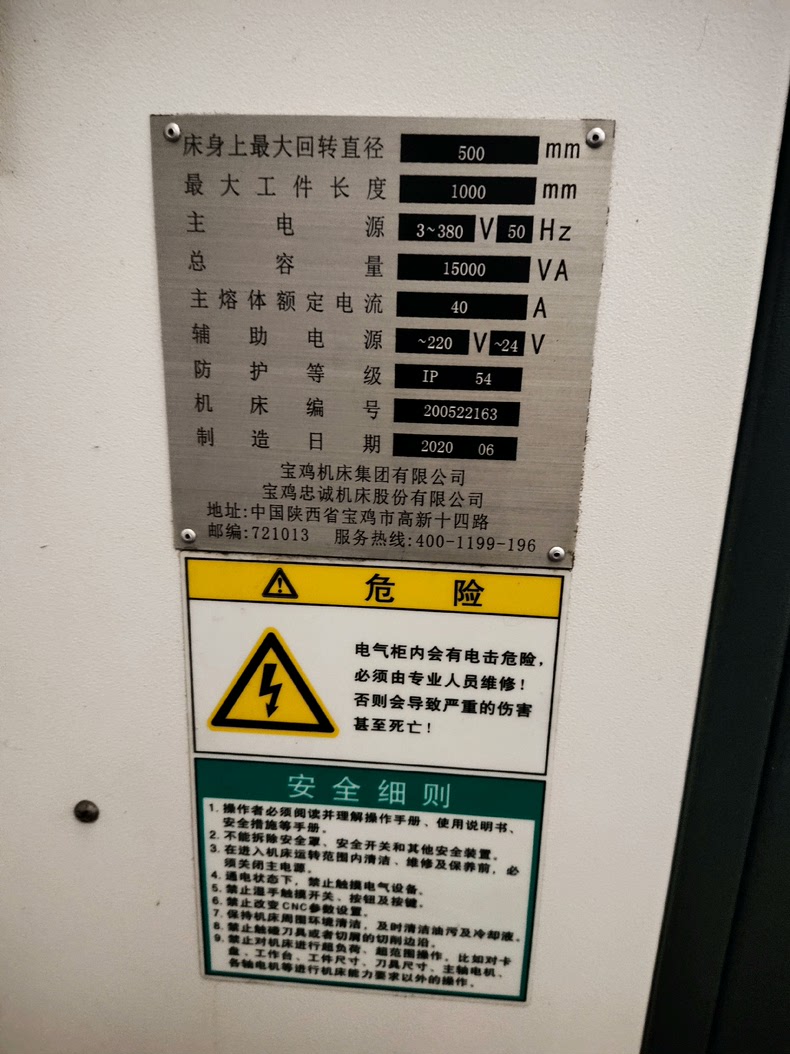 床身上最大回转直径 500 mm
最大工件长度 1000 mm
主电源 3~380 V 50 Hz
总容量 15000 VA
主熔体额定电流 40 A
辅助电源 ~220 V ~24 V
防护等级 IP 54
机床编号 200522163
制造日期 2020 06
宝鸡机床集团有限公司
宝鸡忠诚机床股份有限公司
地址:中国陕西省宝鸡市高新十四路
邮编:721013 服务热线:400-1199-196
危险
电气柜内会有电击危险,
必须由专业人员维修!
否则会导致严重的伤害
甚至死亡!
安全细则
1. 操作者必须阅读并理解操作手册、使用说明书、
安全措施等手册。
2. 不能拆除安全罩、安全开关和其他安全装置。
3. 在进入机床运转范围内清洁、维修及保养前，必
须关闭主电源。
4. 通电状态下，禁止触摸电气设备。
5. 禁止湿手触摸开关、按钮及按键。
6. 禁止改变CNC参数设置。
7. 保持机床周围环境清洁，及时清洁油污及冷却液。
8. 禁止触碰刀具或者切屑的切削边沿。
9. 禁止对机床进行超负荷、超范围操作。比如对卡
盘、工作台、工件尺寸、刀具尺寸、主轴电机、
各轴电机等进行机床能力要求以外的操作。